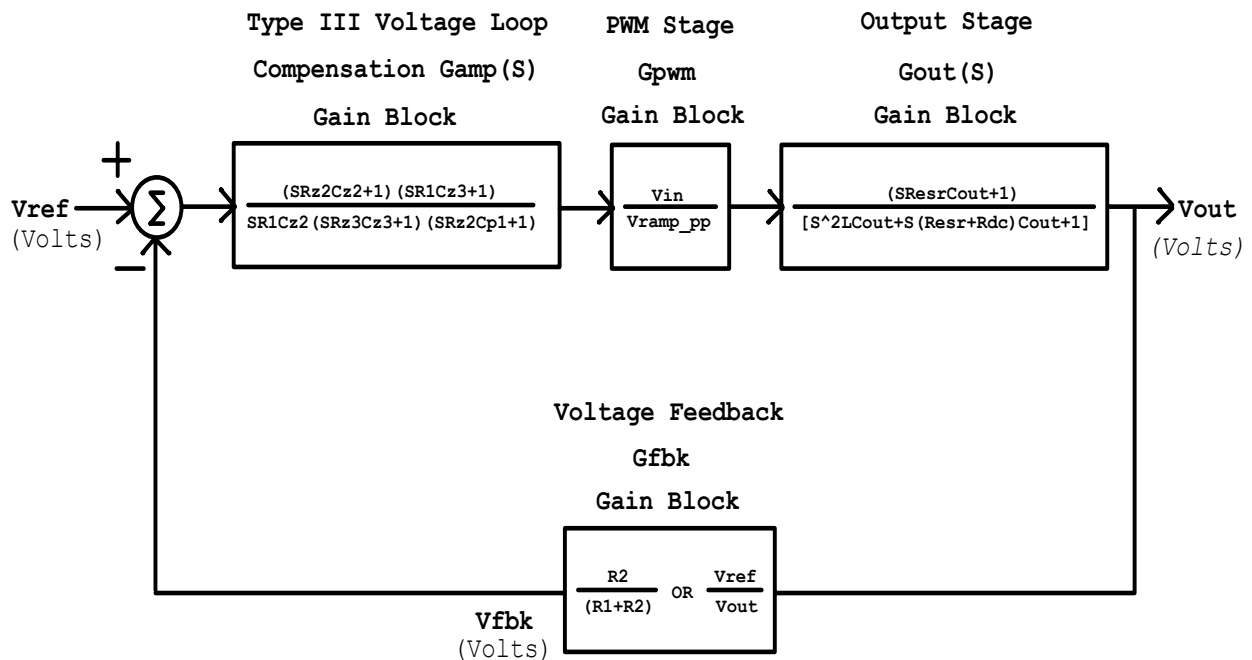 Type III Voltage Loop
Compensation Gamp(S)
Gain Block
PWM Stage
Gpwm
Gain Block
Output Stage
Gout(S)
Gain Block
+
Vref
(Volts)
Σ
−
(SRz2Cz2+1)(SR1Cz3+1)
SR1Cz2(SRz3Cz3+1)(SRz2Cp1+1)
Vin
Vramp_pp
(SResrCout+1)
[S^2LCout+S(Resr+Rdc)Cout+1]
Vout
(Volts)
Voltage Feedback
Gfbk
Gain Block
R2
(R1+R2)
OR
Vref
Vout
Vfbk
(Volts)